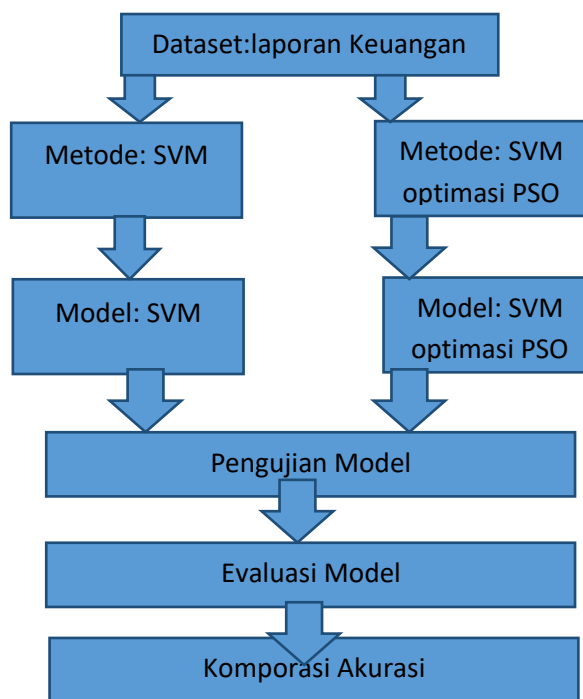 Dataset:laporan Keuangan
Metode: SVM
Metode: SVM
optimasi PSO
Model: SVM
Model: SVM
optimasi PSO
Pengujian Model
Evaluasi Model
Komporasi Akurasi